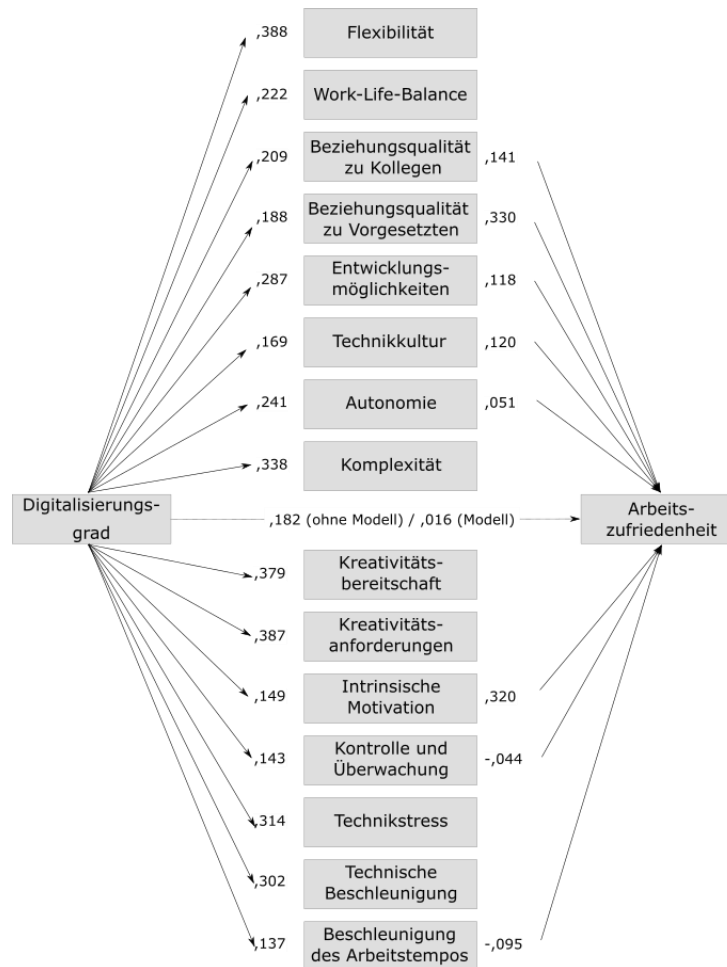 ,388 Flexibilität
,222 Work-Life-Balance
,209 Beziehungsqualität ,141
zu Kollegen
,188 Beziehungsqualität ,330
zu Vorgesetzten
,287 Entwicklungs- ,118
möglichkeiten
,169 Technikkultur ,120
,241 Autonomie ,051
,338 Komplexität
Digitalisierungs-
grad
,182 (ohne Modell) / ,016 (Modell)
Arbeits-
zufriedenheit
,379 Kreativitäts-
bereitschaft
,387 Kreativitäts-
anforderungen
,149 Intrinsische ,320
Motivation
,143 Kontrolle und -,044
Überwachung
,314 Technikstress
,302 Technische
Beschleunigung
,137 Beschleunigung -,095
des Arbeitstempos